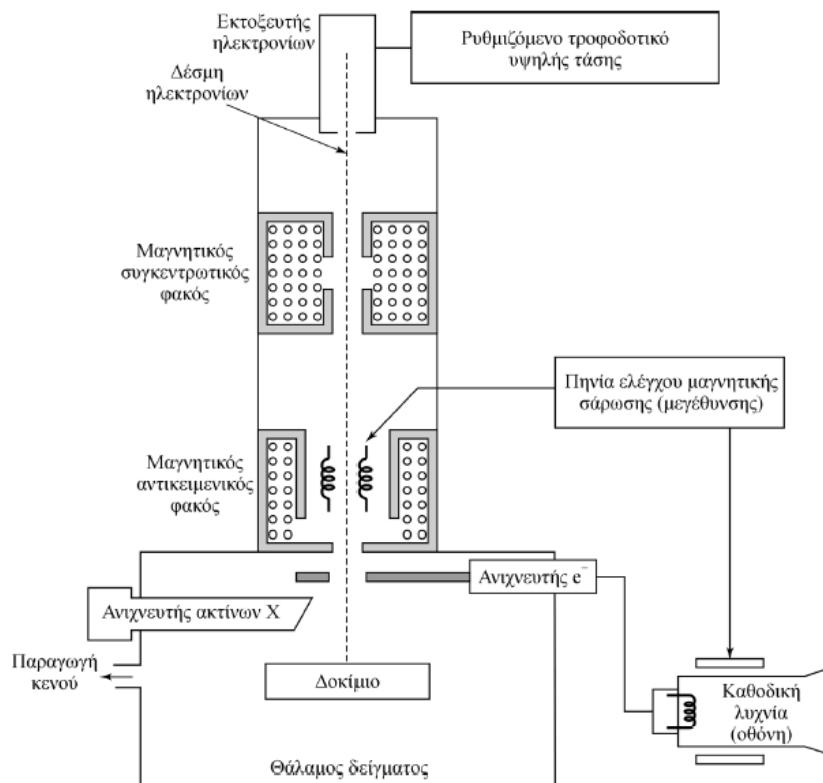 Εκτοξευτής
ηλεκτρονίων
Ρυθμιζόμενο τροφοδοτικό
υψηλής τάσης
Δέσμη
ηλεκτρονίων
Μαγνητικός
συγκεντρωτικός
φακός
Πηνία ελέγχου μαγνητικής
σάρωσης (μεγέθυνσης)
Μαγνητικός
αντικειμενικός
φακός
Ανιχνευτής e⁻
Ανιχνευτής ακτίνων Χ
Παραγωγή
κενού
Δοκίμιο
Καθοδική
λυχνία
(οθόνη)
Θάλαμος δείγματος